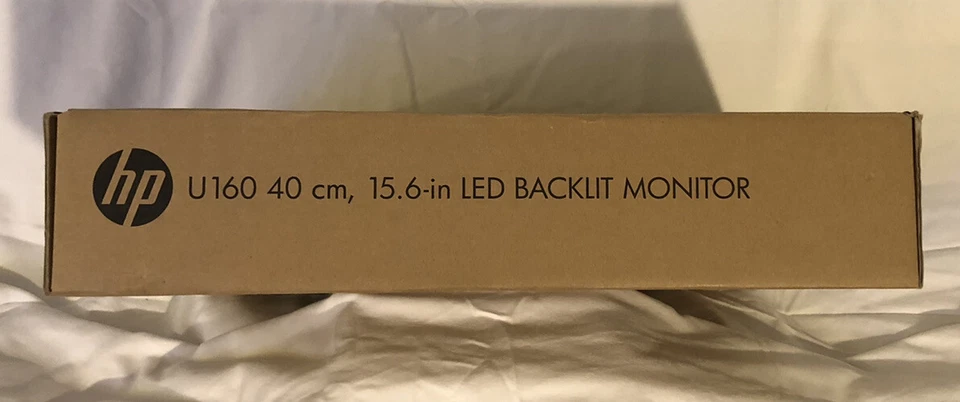 hp U160 40 cm, 15.6-in LED BACKLIT MONITOR